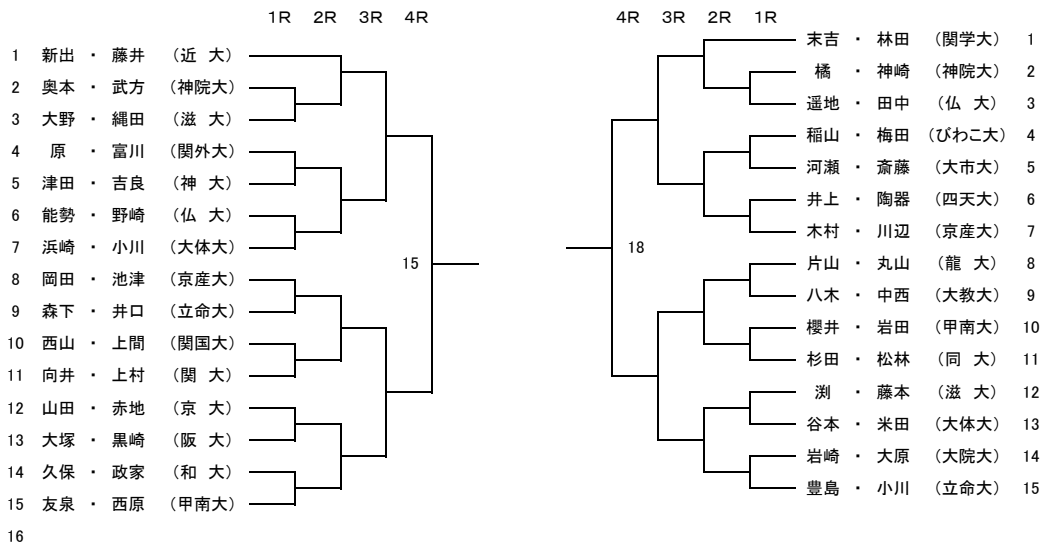 1R 2R 3R 4R
1 新出 ・ 藤井 （近 大）
2 奥本 ・ 武方 （神院大）
3 大野 ・ 縄田 （滋 大）
4 原 ・ 富川 （関外大）
5 津田 ・ 吉良 （神 大）
6 能勢 ・ 野崎 （仏 大）
7 浜崎 ・ 小川 （大体大）
15
8 岡田 ・ 池津 （京産大）
9 森下 ・ 井口 （立命大）
10 西山 ・ 上間 （関国大）
11 向井 ・ 上村 （関 大）
12 山田 ・ 赤地 （京 大）
13 大塚 ・ 黒崎 （阪 大）
14 久保 ・ 政家 （和 大）
15 友泉 ・ 西原 （甲南大）
16
4R 3R 2R 1R
末吉 ・ 林田 （関学大） 1
橘 ・ 神崎 （神院大） 2
遥地 ・ 田中 （仏 大） 3
稲山 ・ 梅田 （びわこ大） 4
河瀬 ・ 斎藤 （大市大） 5
井上 ・ 陶器 （四天大） 6
木村 ・ 川辺 （京産大） 7
18
片山 ・ 丸山 （龍 大） 8
八木 ・ 中西 （大教大） 9
櫻井 ・ 岩田 （甲南大） 10
杉田 ・ 松林 （同 大） 11
渕 ・ 藤本 （滋 大） 12
谷本 ・ 米田 （大体大） 13
岩崎 ・ 大原 （大院大） 14
豊島 ・ 小川 （立命大） 15